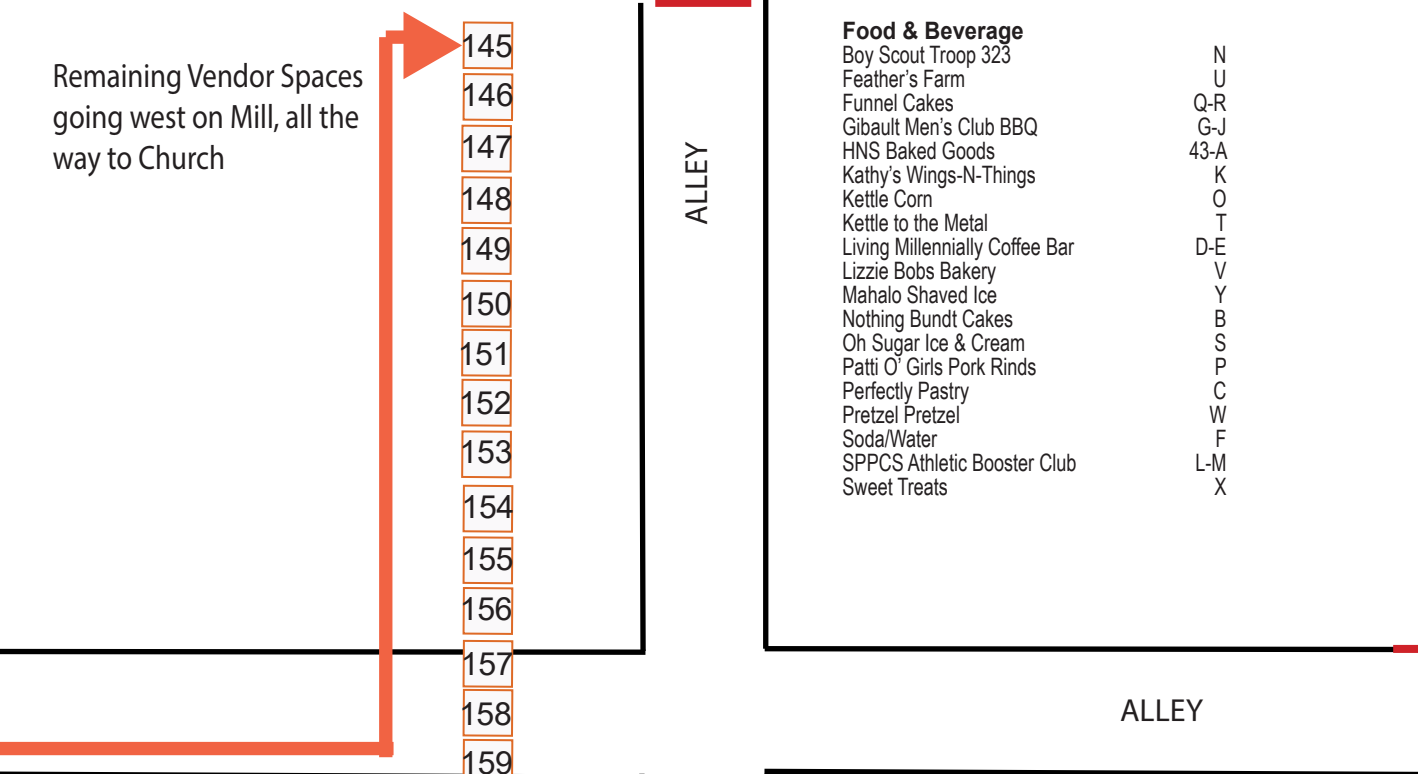 Remaining Vendor Spaces
going west on Mill, all the
way to Church
145
146
147
148
149
150
151
152
153
154
155
156
157
158
159
ALLEY
Food & Beverage
Boy Scout Troop 323 N
Feather's Farm U
Funnel Cakes Q-R
Gibault Men's Club BBQ G-J
HNS Baked Goods 43-A
Kathy's Wings-N-Things K
Kettle Corn O
Kettle to the Metal T
Living Millennially Coffee Bar D-E
Lizzie Bobs Bakery V
Mahalo Shaved Ice Y
Nothing Bundt Cakes B
Oh Sugar Ice & Cream S
Patti O' Girls Pork Rinds P
Perfectly Pastry C
Pretzel Pretzel W
Soda/Water F
SPPCS Athletic Booster Club L-M
Sweet Treats X
ALLEY